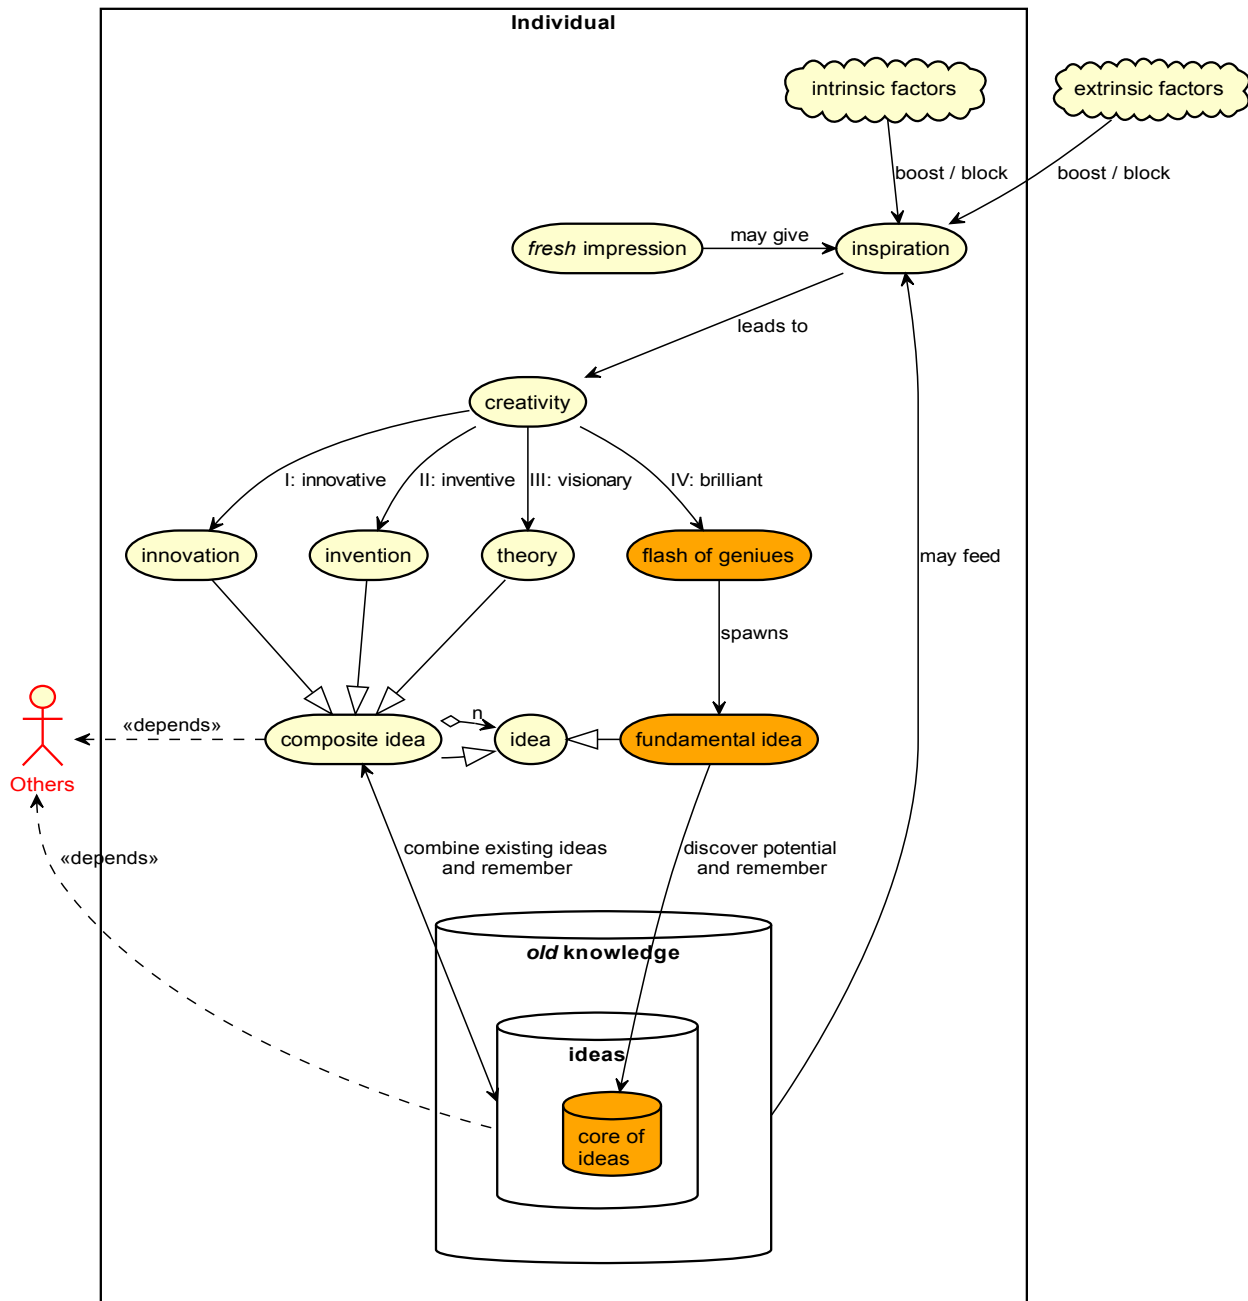 Individual
intrinsic factors
extrinsic factors
boost / block
boost / block
fresh impression
may give
inspiration
leads to
creativity
I: innovative
II: inventive
III: visionary
IV: brilliant
innovation
invention
theory
flash of geniues
may feed
spawns
«depends»
composite idea
n
idea
fundamental idea
Others
«depends»
combine existing ideas
and remember
discover potential
and remember
old knowledge
ideas
core of
ideas